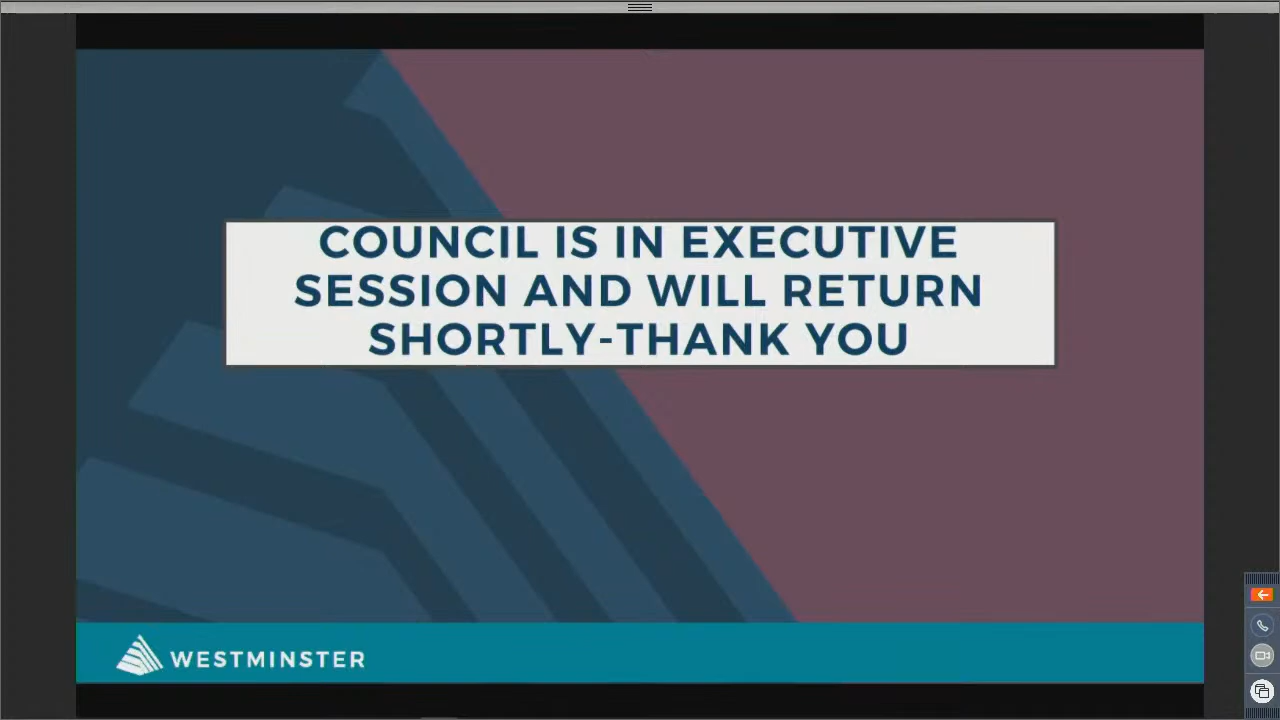 COUNCIL IS IN EXECUTIVE
SESSION AND WILL RETURN
SHORTLY-THANK YOU
WESTMINSTER